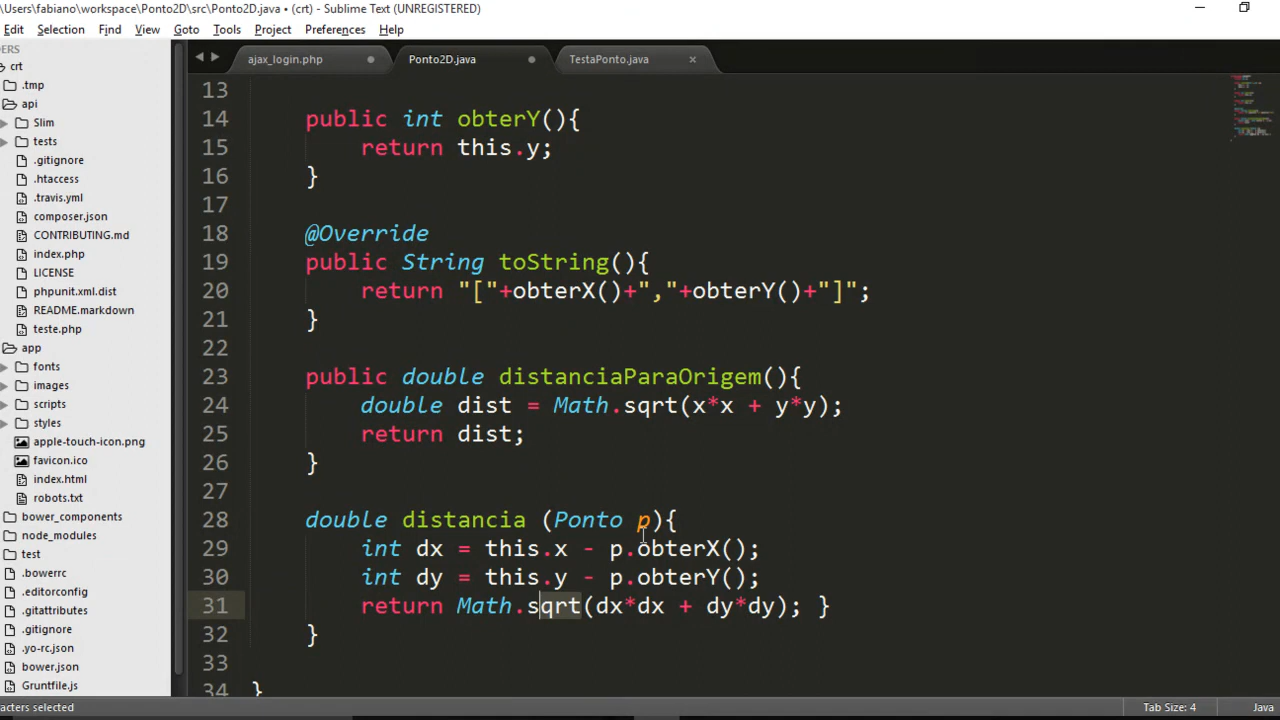 \Users\fabiano\workspace\Ponto2D\src\Ponto2D.java • (crt) - Sublime Text (UNREGISTERED)
Edit Selection Find View Goto Tools Project Preferences Help
DERS
crt
.tmp
api
Slim
tests
.gitignore
.htaccess
.travis.yml
composer.json
CONTRIBUTING.md
index.php
LICENSE
phpunit.xml.dist
README.markdown
teste.php
app
fonts
images
scripts
styles
apple-touch-icon.png
favicon.ico
index.html
robots.txt
bower_components
node_modules
test
.bowerrc
.editorconfig
.gitattributes
.gitignore
.yo-rc.json
bower.json
Gruntfile.js
ajax_login.php Ponto2D.java TestaPonto.java ×
13
14 public int obterY(){
15 return this.y;
16 }
17
18 @Override
19 public String toString(){
20 return "["+obterX()+","+obterY()+"]";
21 }
22
23 public double distanciaParaOrigem(){
24 double dist = Math.sqrt(x*x + y*y);
25 return dist;
26 }
27
28 double distancia (Ponto p){
29 int dx = this.x - p.obterX();
30 int dy = this.y - p.obterY();
31 return Math.sqrt(dx*dx + dy*dy); }
32 }
33
34 }
acters selected Tab Size: 4 Java